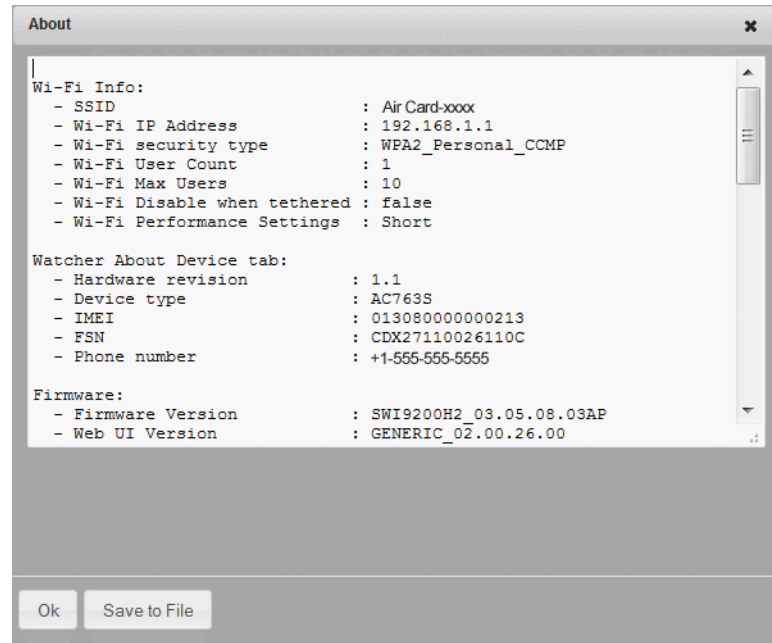 About
Wi-Fi Info:
- SSID : Air Card-xxxx
- Wi-Fi IP Address : 192.168.1.1
- Wi-Fi security type : WPA2_Personal_CCMP
- Wi-Fi User Count : 1
- Wi-Fi Max Users : 10
- Wi-Fi Disable when tethered : false
- Wi-Fi Performance Settings : Short
Watcher About Device tab:
- Hardware revision : 1.1
- Device type : AC763S
- IMEI : 013080000000213
- FSN : CDX27110026110C
- Phone number : +1-555-555-5555
Firmware:
- Firmware Version : SWI9200H2_03.05.08.03AP
- Web UI Version : GENERIC_02.00.26.00
Ok Save to File